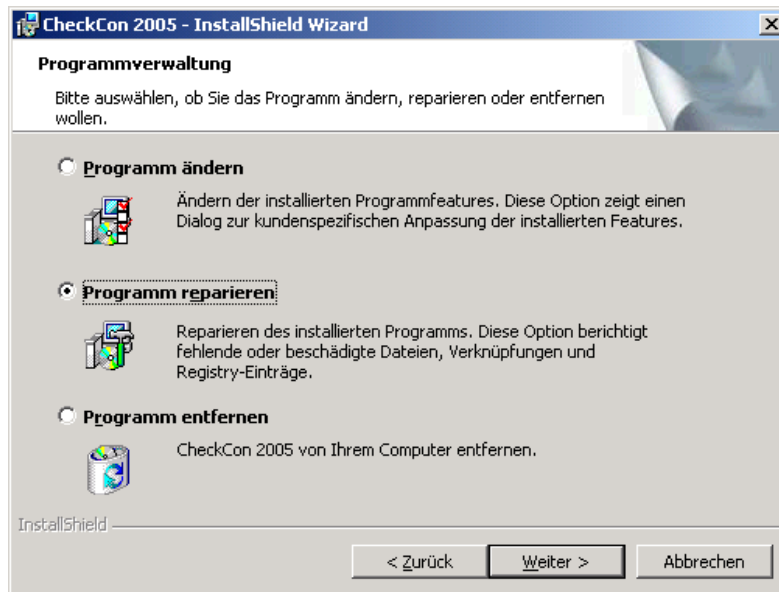 CheckCon 2005 - InstallShield Wizard
Programmverwaltung
Bitte auswählen, ob Sie das Programm ändern, reparieren oder entfernen
wollen.
Programm ändern
Ändern der installierten Programmfeatures. Diese Option zeigt einen
Dialog zur kundenspezifischen Anpassung der installierten Features.
Programm reparieren
Reparieren des installierten Programms. Diese Option berichtigt
fehlende oder beschädigte Dateien, Verknüpfungen und
Registry-Einträge.
Programm entfernen
CheckCon 2005 von Ihrem Computer entfernen.
InstallShield
< Zurück
Weiter >
Abbrechen